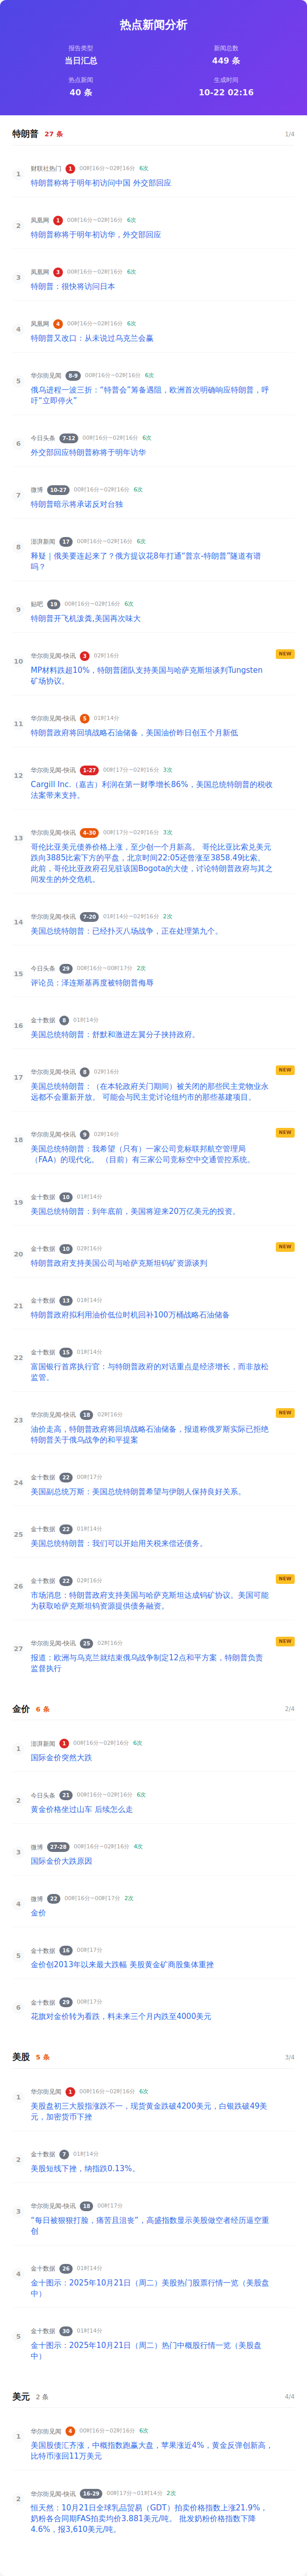 热点新闻分析
报告类型
当日汇总
新闻总数
449 条
热点新闻
40 条
生成时间
10-22 02:16
特朗普 27 条 1/4
1 财联社热门 1 00时16分~02时16分 6次
特朗普称将于明年初访问中国 外交部回应
2 凤凰网 1 00时16分~02时16分 6次
特朗普称将于明年初访华，外交部回应
3 凤凰网 3 00时16分~02时16分 6次
特朗普：很快将访问日本
4 凤凰网 4 00时16分~02时16分 6次
特朗普又改口：从未说过乌克兰会赢
5 华尔街见闻 8-9 00时16分~02时16分 6次
俄乌进程一波三折：“特普会”筹备遇阻，欧洲首次明确响应特朗普，呼
吁“立即停火”
6 今日头条 7-12 00时16分~02时16分 6次
外交部回应特朗普称将于明年访华
7 微博 10-27 00时16分~02时16分 6次
特朗普暗示将承诺反对台独
8 澎湃新闻 17 00时16分~02时16分 6次
释疑｜俄美要连起来了？俄方提议花8年打通“普京-特朗普”隧道有谱
吗？
9 贴吧 19 00时16分~02时16分 6次
特朗普开飞机泼粪,美国再次味大
10 华尔街见闻-快讯 3 02时16分 NEW
MP材料跌超10%，特朗普团队支持美国与哈萨克斯坦谈判Tungsten
矿场协议。
11 华尔街见闻-快讯 5 01时14分
特朗普政府将回填战略石油储备，美国油价昨日创五个月新低
12 华尔街见闻-快讯 1-27 00时17分~02时16分 3次
Cargill Inc.（嘉吉）利润在第一财季增长86%，美国总统特朗普的税收
法案带来支持。
13 华尔街见闻-快讯 4-30 00时17分~02时16分 3次
哥伦比亚美元债券价格上涨，至少创一个月新高。 哥伦比亚比索兑美元
跌向3885比索下方的平盘，北京时间22:05还曾涨至3858.49比索。
此前，哥伦比亚政府召见驻该国Bogota的大使，讨论特朗普政府与其之
间发生的外交危机。
14 华尔街见闻-快讯 7-20 01时14分~02时16分 2次
美国总统特朗普：已经扑灭八场战争，正在处理第九个。
15 今日头条 29 00时16分~00时17分 2次
评论员：泽连斯基再度被特朗普侮辱
16 金十数据 8 01时14分
美国总统特朗普：舒默和激进左翼分子挟持政府。
17 华尔街见闻-快讯 8 02时16分 NEW
美国总统特朗普：（在本轮政府关门期间）被关闭的那些民主党物业永
远都不会重新开放。 可能会与民主党讨论纽约市的那些基建项目。
18 华尔街见闻-快讯 9 02时16分 NEW
美国总统特朗普：我希望（只有）一家公司竞标联邦航空管理局
（FAA）的现代化。 （目前）有两家公司竞标空中交通管控系统。
19 金十数据 10 01时14分
美国总统特朗普：到年底前，美国将迎来20万亿美元的投资。
20 金十数据 10 02时16分 NEW
特朗普政府支持美国公司与哈萨克斯坦钨矿资源谈判
21 金十数据 13 01时14分
特朗普政府拟利用油价低位时机回补100万桶战略石油储备
22 金十数据 15 01时14分
富国银行首席执行官：与特朗普政府的对话重点是经济增长，而非放松
监管。
23 华尔街见闻-快讯 18 02时16分 NEW
油价走高，特朗普政府将回填战略石油储备，报道称俄罗斯实际已拒绝
特朗普关于俄乌战争的和平提案
24 金十数据 22 00时17分
美国副总统万斯：美国总统特朗普希望与伊朗人保持良好关系。
25 金十数据 22 01时14分
美国总统特朗普：我们可以开始用关税来偿还债务。
26 金十数据 22 02时16分 NEW
市场消息：特朗普政府支持美国与哈萨克斯坦达成钨矿协议。美国可能
为获取哈萨克斯坦钨资源提供债务融资。
27 华尔街见闻-快讯 25 02时16分 NEW
报道：欧洲与乌克兰就结束俄乌战争制定12点和平方案，特朗普负责
监督执行
金价 6 条 2/4
1 澎湃新闻 1 00时16分~02时16分 6次
国际金价突然大跌
2 今日头条 21 00时16分~02时16分 6次
黄金价格坐过山车 后续怎么走
3 微博 27-28 00时16分~02时16分 4次
国际金价大跌原因
4 微博 22 00时16分~00时17分 2次
金价
5 金十数据 16 00时17分
金价创2013年以来最大跌幅 美股黄金矿商股集体重挫
6 金十数据 29 00时17分
花旗对金价转为看跌，料未来三个月内跌至4000美元
美股 5 条 3/4
1 华尔街见闻 1 00时16分~02时16分 6次
美股盘初三大股指涨跌不一，现货黄金跌破4200美元，白银跌破49美
元，加密货币下挫
2 金十数据 7 01时14分
美股短线下挫，纳指跌0.13%。
3 华尔街见闻-快讯 18 00时17分
“每日被狠狠打脸，痛苦且沮丧”，高盛指数显示美股做空者经历逼空重
创
4 金十数据 26 01时14分
金十图示：2025年10月21日（周二）美股热门股票行情一览（美股盘
中）
5 金十数据 30 01时14分
金十图示：2025年10月21日（周二）热门中概股行情一览（美股盘
中）
美元 2 条 4/4
1 华尔街见闻 4 00时16分~02时16分 6次
美国股债汇齐涨，中概指数跑赢大盘，苹果涨近4%，黄金反弹创新高，
比特币涨回11万美元
2 华尔街见闻-快讯 16-29 00时17分~01时14分 2次
恒天然：10月21日全球乳品贸易（GDT）拍卖价格指数上涨21.9%，
奶粉各合同期FAS拍卖均价3.881美元/吨。 批发奶粉价格指数下降
4.6%，报3,610美元/吨。